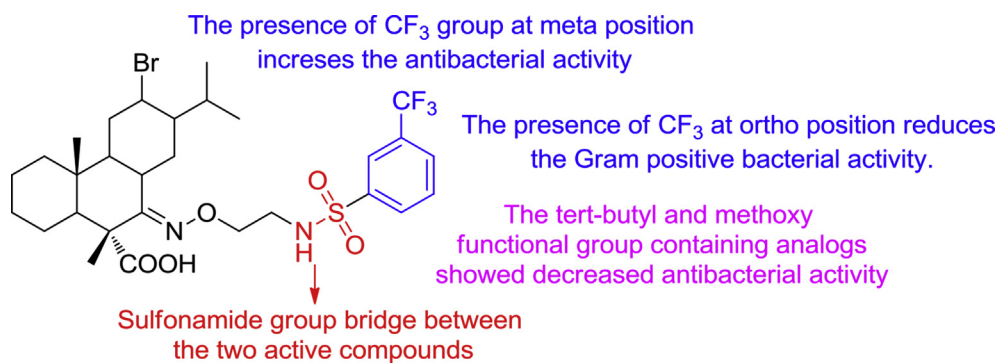 The presence of CF3 group at meta position
increses the antibacterial activity
Br
CF3
The presence of CF3 at ortho position reduces
the Gram positive bacterial activity.
O
O
S
N
N
H
O
COOH
The tert-butyl and methoxy
functional group containing analogs
showed decreased antibacterial activity
Sulfonamide group bridge between
the two active compounds